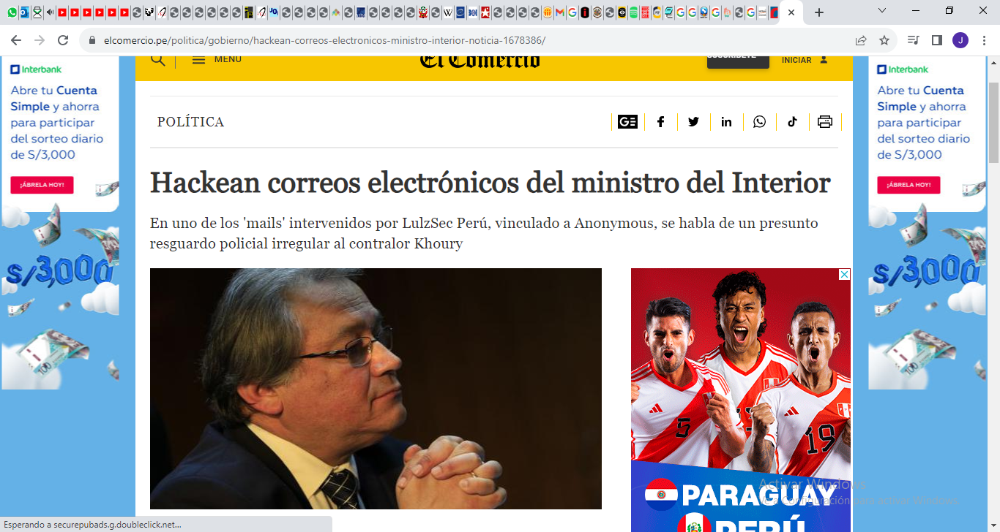 elcomercio.pe/politica/gobierno/hackean-correos-electronicos-ministro-interior-noticia-1678386/
J
MENÚ
El Comercio
SUSCRÍBETE
INICIAR
Interbank
Abre tu Cuenta
Simple y ahorra
para participar
del sorteo diario
de S/3,000
¡ÁBRELA HOY!
S/3,000
POLÍTICA
Hackean correos electrónicos del ministro del Interior
En uno de los 'mails' intervenidos por LulzSec Perú, vinculado a Anonymous, se habla de un presunto
resguardo policial irregular al contralor Khoury
5
19
PARAGUAY
PERÚ
Interbank
Abre tu Cuenta
Simple y ahorra
para participar
del sorteo diario
de S/3,000
¡ÁBRELA HOY!
S/3,000
Activar Windows
Ve a Configuración para activar Windows.
Esperando a securepubads.g.doubleclick.net...